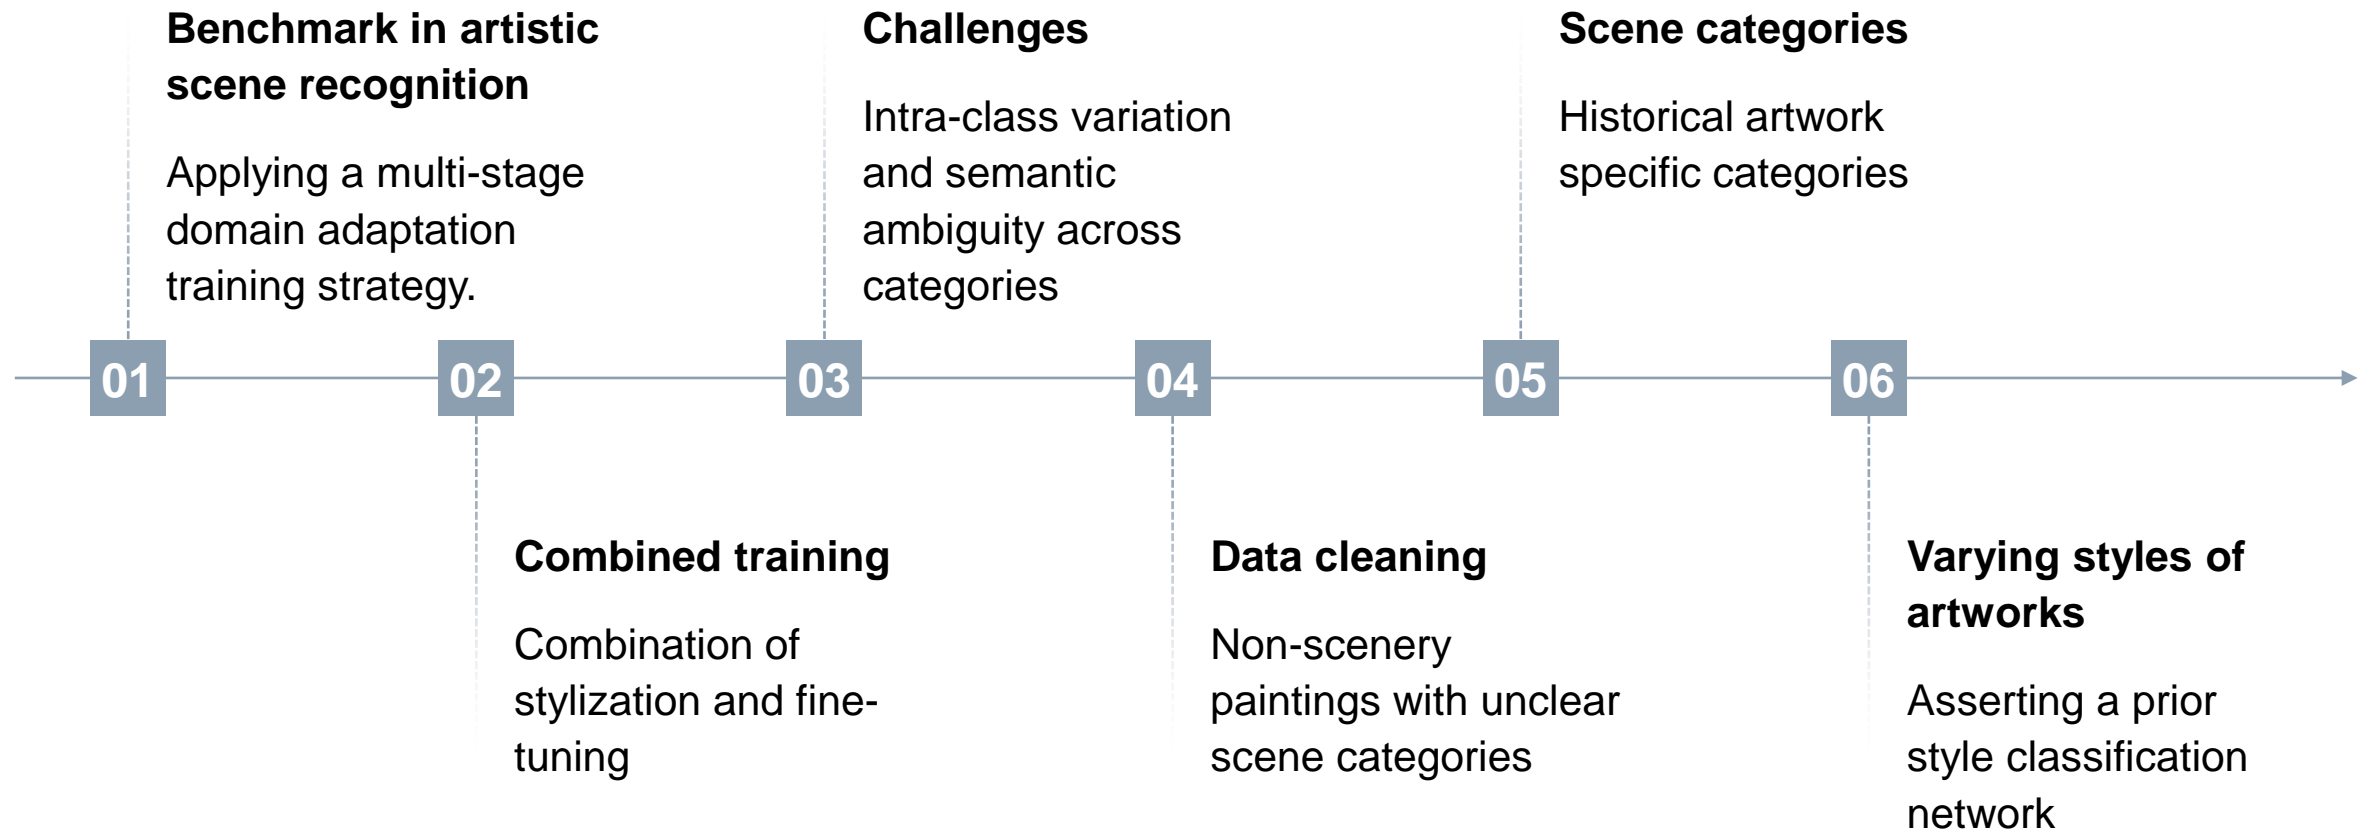 Benchmark in artistic
scene recognition
Applying a multi-stage
domain adaptation
training strategy.
01
02
Combined training
Combination of
stylization and fine-
tuning
Challenges
Intra-class variation
and semantic
ambiguity across
categories
03
04
Data cleaning
Non-scenery
paintings with unclear
scene categories
Scene categories
Historical artwork
specific categories
05
06
Varying styles of
artworks
Asserting a prior
style classification
network